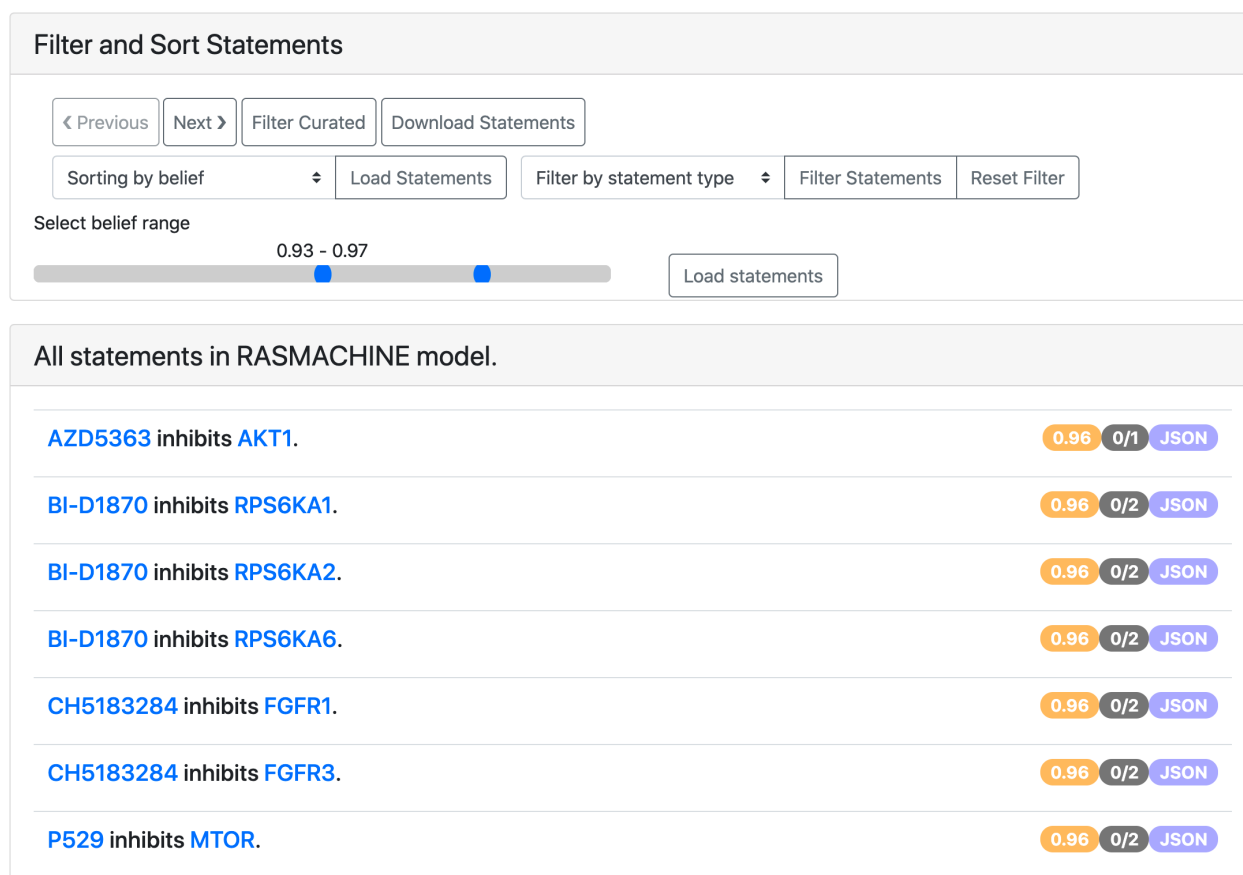 Filter and Sort Statements
❮ Previous Next ❯ Filter Curated Download Statements
Sorting by belief Load Statements Filter by statement type Filter Statements Reset Filter
Select belief range
0.93 - 0.97
Load statements
All statements in RASMACHINE model.
AZD5363 inhibits AKT1. 0.96 0/1 JSON
BI-D1870 inhibits RPS6KA1. 0.96 0/2 JSON
BI-D1870 inhibits RPS6KA2. 0.96 0/2 JSON
BI-D1870 inhibits RPS6KA6. 0.96 0/2 JSON
CH5183284 inhibits FGFR1. 0.96 0/2 JSON
CH5183284 inhibits FGFR3. 0.96 0/2 JSON
P529 inhibits MTOR. 0.96 0/2 JSON